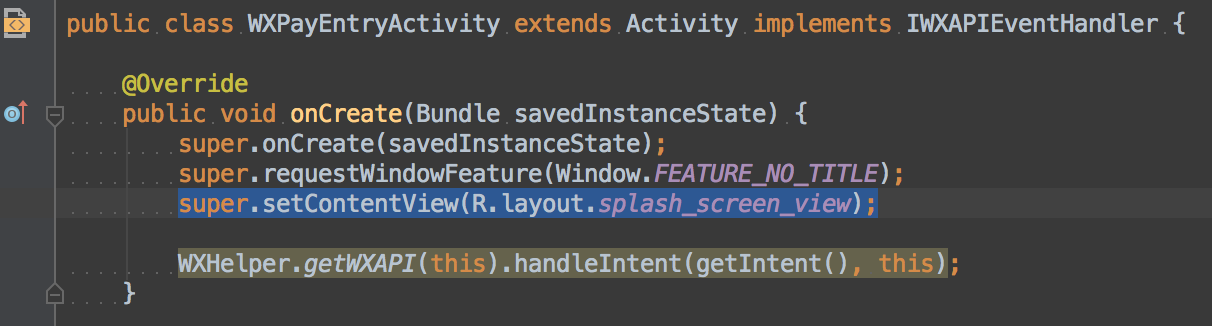 public class WXPayEntryActivity extends Activity implements IWXAPIEventHandler {
@Override
public void onCreate(Bundle savedInstanceState) {
super.onCreate(savedInstanceState);
super.requestWindowFeature(Window.FEATURE_NO_TITLE);
super.setContentView(R.layout.splash_screen_view);
WXHelper.getWXAPI(this).handleIntent(getIntent(), this);
}